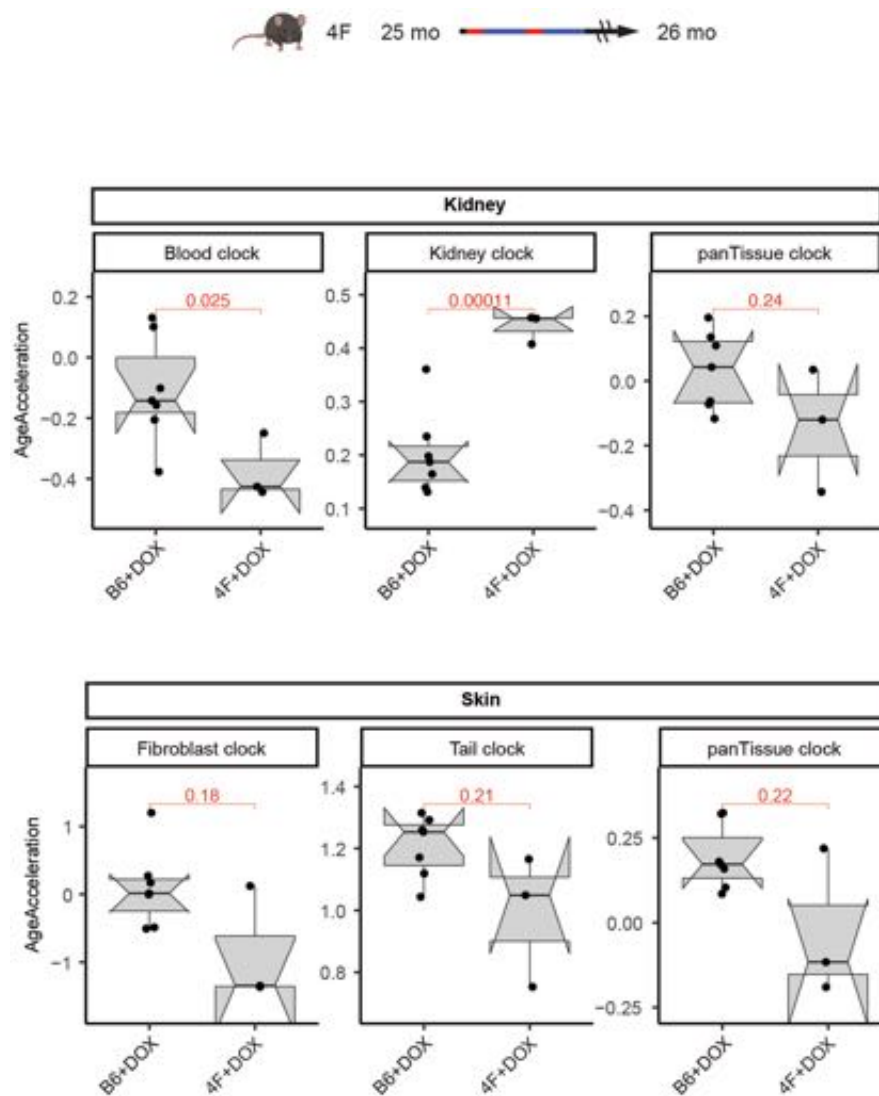 4F 25 mo 26 mo
Kidney
Blood clock Kidney clock panTissue clock
AgeAcceleration
0.2
0.0
−0.2
−0.4
0.025
B6+DOX 4F+DOX
0.5
0.4
0.3
0.2
0.1
0.00011
B6+DOX 4F+DOX
0.2
0.0
−0.2
−0.4
0.24
B6+DOX 4F+DOX
Skin
Fibroblast clock Tail clock panTissue clock
AgeAcceleration
1
0
−1
0.18
B6+DOX 4F+DOX
1.4
1.2
1.0
0.8
0.21
B6+DOX 4F+DOX
0.25
0.00
−0.25
0.22
B6+DOX 4F+DOX